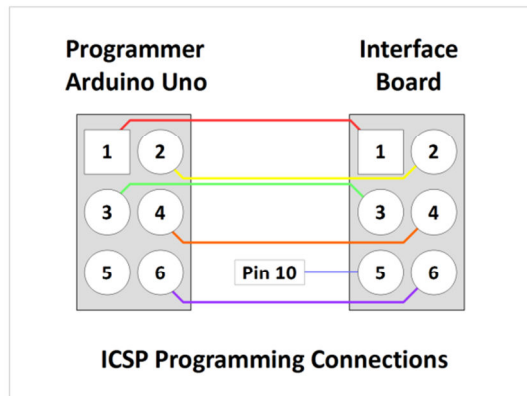 Programmer
Arduino Uno
Interface
Board
1 2
1 2
3 4
3 4
5 6
Pin 10
5 6
ICSP Programming Connections